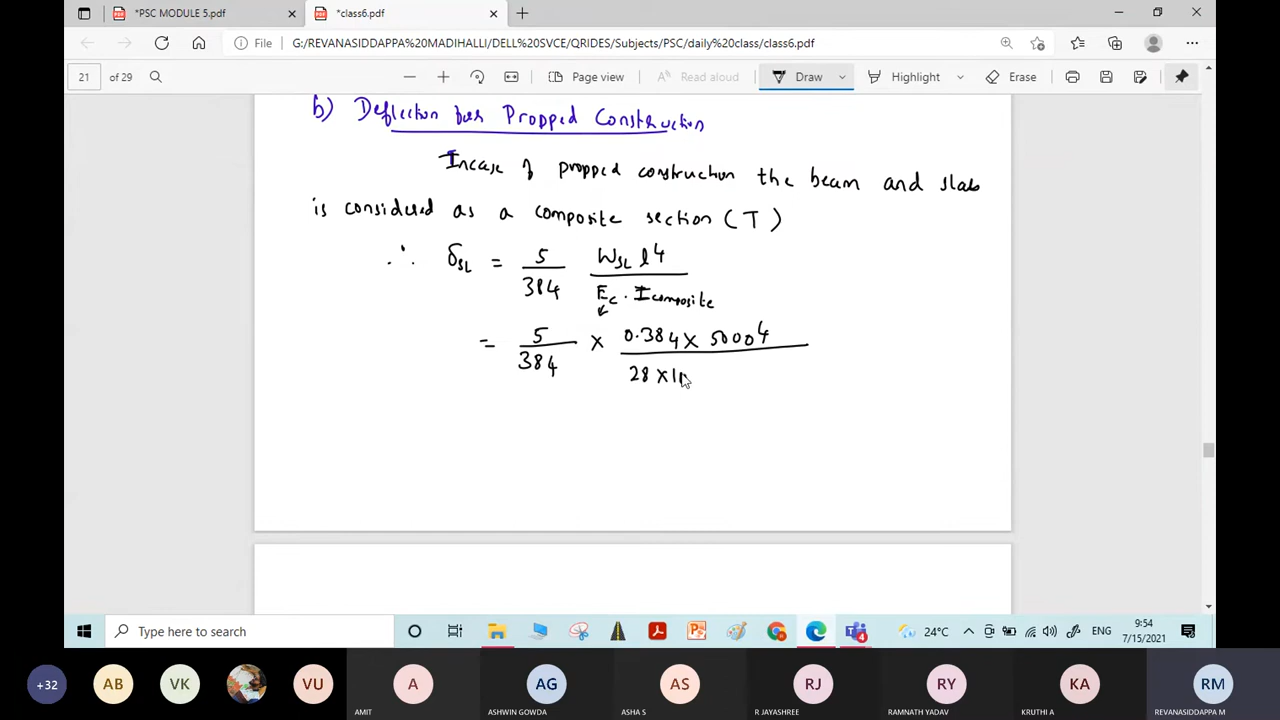 *PSC MODULE 5.pdf
*class6.pdf
File G:/REVANASIDDAPPA%20MADIHALLI/DELL%20SVCE/QRIDES/Subjects/PSC/daily%20class/class6.pdf
21 of 29 Page view Read aloud Draw Highlight Erase
b) Deflection for Propped Construction
Incase of propped construction the beam and slab
is considered as a composite section (T)
∴ δSL = 5/384 WSL l^4 / Ec . Icomposite
= 5/384 × 0.384 × 5000^4 / 28 × 10
Type here to search
24°C ENG
9:54
7/15/2021
+32 AB VK VU A AG AS RJ RY KA RM
AMIT ASHWIN GOWDA ASHA S R JAYASHREE RAMNATH YADAV KRUTHI A REVANASIDDAPPA M